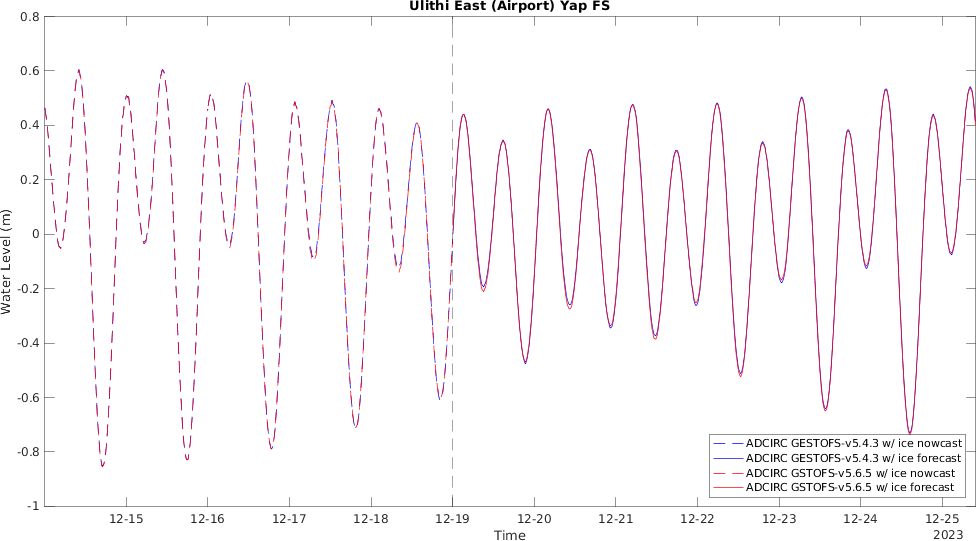 Ulithi East (Airport) Yap FS
0.8
0.6
0.4
0.2
0
-0.2
-0.4
-0.6
-0.8
-1
Water Level (m)
12-15 12-16 12-17 12-18 12-19 12-20 12-21 12-22 12-23 12-24 12-25
Time
2023
ADCIRC GESTOFS-v5.4.3 w/ ice nowcast
ADCIRC GSTOFS-v5.4.3 w/ ice forecast
ADCIRC GSTOFS-v5.6.5 w/ ice nowcast
ADCIRC GSTOFS-v5.6.5 w/ ice forecast